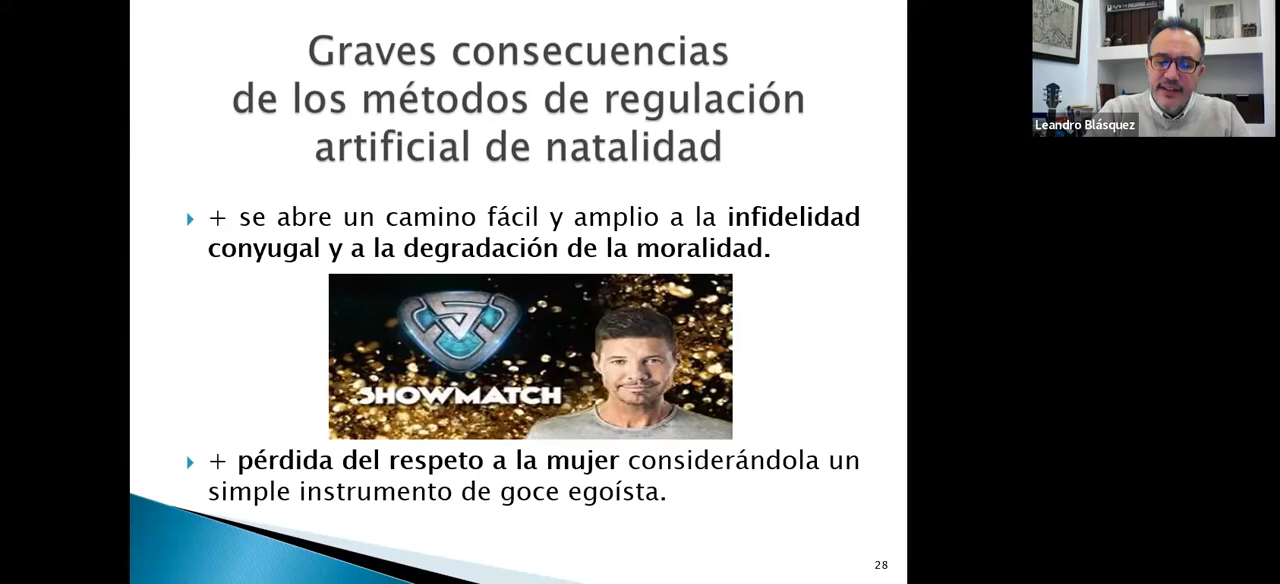 Graves consecuencias
de los métodos de regulación
artificial de natalidad
+ se abre un camino fácil y amplio a la infidelidad
conyugal y a la degradación de la moralidad.
SHOWMATCH
+ pérdida del respeto a la mujer considerándola un
simple instrumento de goce egoísta.
28
Leandro Blásquez